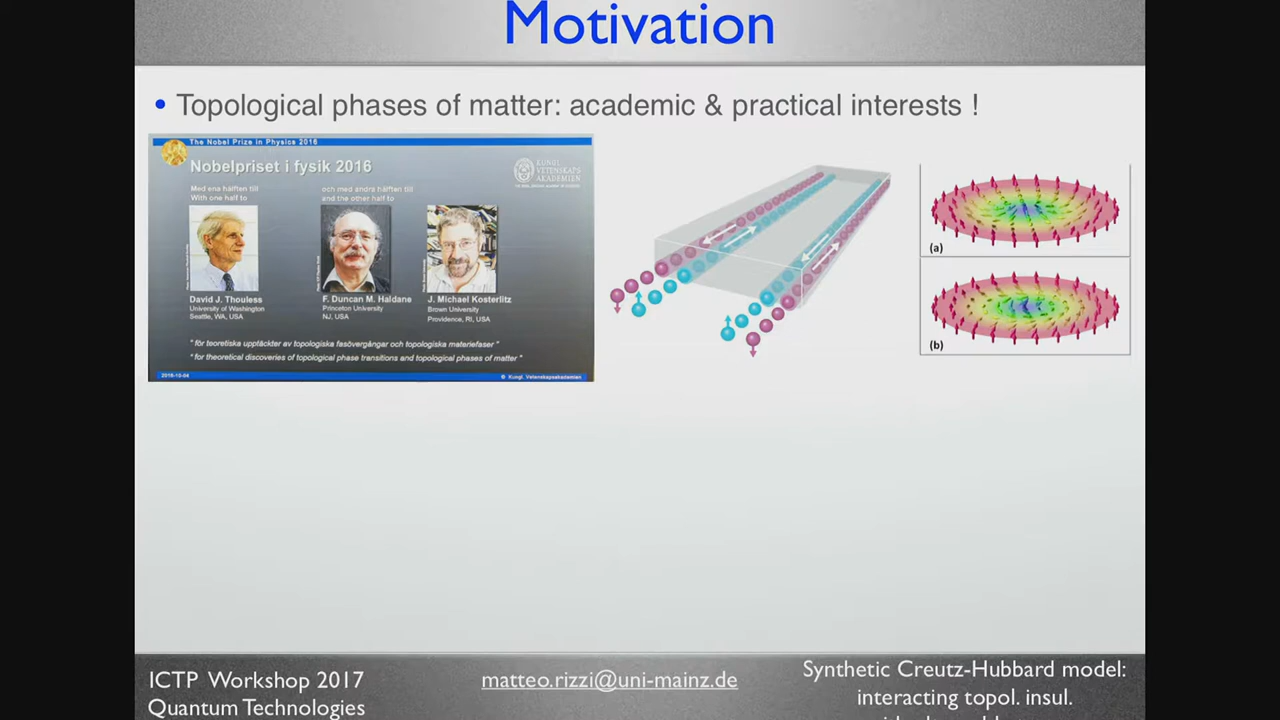 Motivation
• Topological phases of matter: academic & practical interests !
The Nobel Prize in Physics 2016
Nobelpriset i fysik 2016
KUNGL.
VETENSKAPS
AKADEMIEN
Med ena hälften till
With one half to
och med andra hälften till
and the other half to
David J. Thouless
University of Washington
Seattle, WA, USA
F. Duncan M. Haldane
Princeton University
NJ, USA
J. Michael Kosterlitz
Brown University
Providence, RI, USA
"för teoretiska upptäckter av topologiska fasövergångar och topologiska materiefaser"
"for theoretical discoveries of topological phase transitions and topological phases of matter"
2016-10-04
© Kungl. Vetenskapsakademien
(a)
(b)
ICTP Workshop 2017
Quantum Technologies
matteo.rizzi@uni-mainz.de
Synthetic Creutz-Hubbard model:
interacting topol. insul.